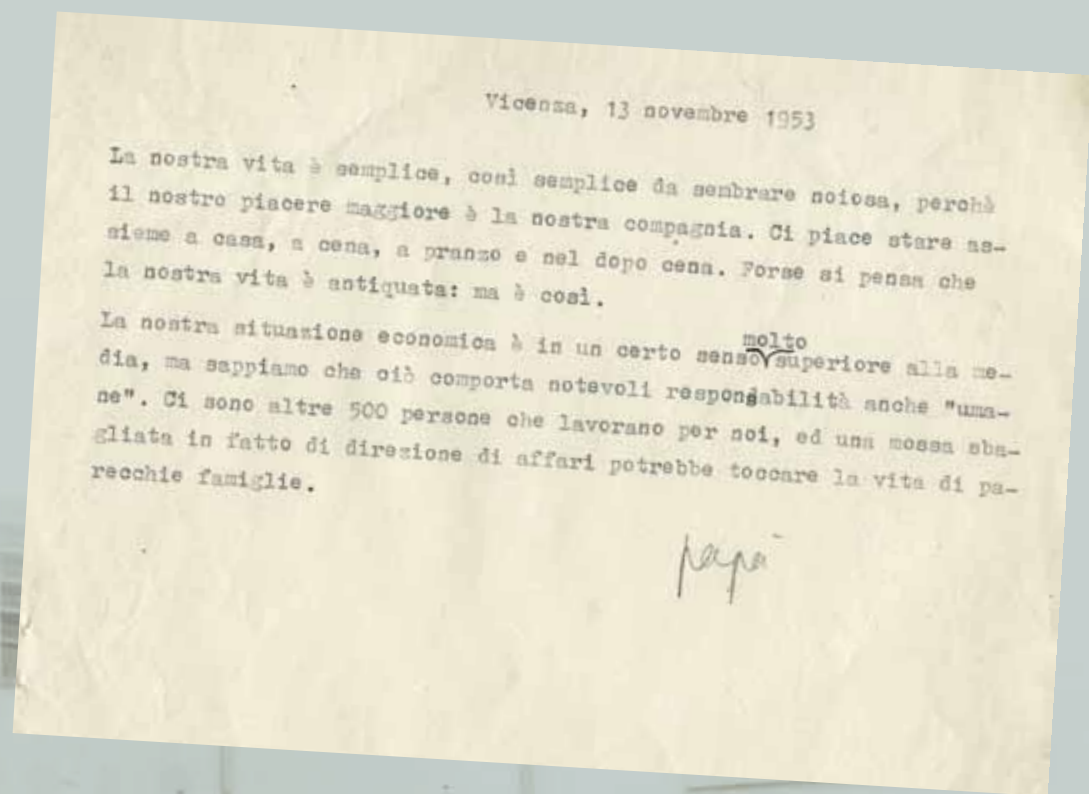 Vicenza, 13 novembre 1953
La nostra vita è semplice, così semplice da sembrare noiosa, perchè
il nostro piacere maggiore è la nostra compagnia. Ci piace stare as-
sieme a casa, a cena, a pranzo e nel dopo cena. Forse si pensa che
la nostra vita è antiquata: ma è così.
La nostra situazione economica è in un certo senso molto superiore alla me-
dia, ma sappiamo che ciò comporta notevoli responsabilità anche "uma-
ne". Ci sono altre 500 persone che lavorano per noi, ed una mossa sba-
gliata in fatto di direzione di affari potrebbe toccare la vita di pa-
recchie famiglie.
papà